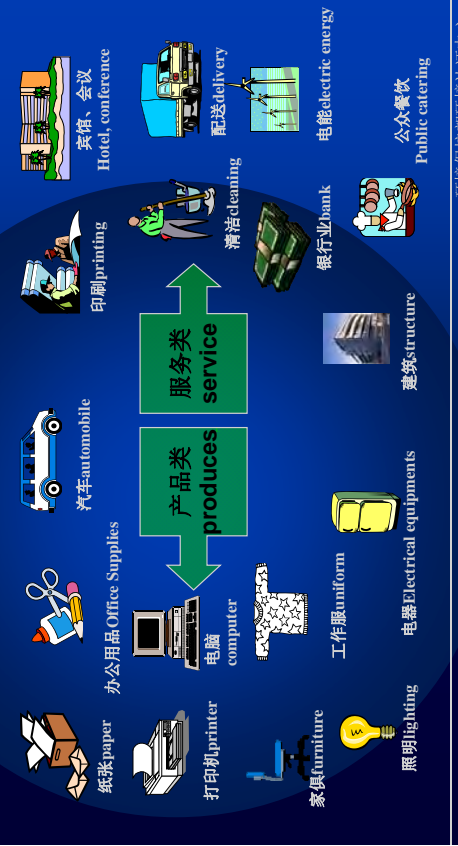 纸张paper
办公用品Office Supplies
汽车automobile
印刷printing
宾馆、会议
Hotel, conference
产品类
produces
服务类
service
打印机printer
电脑
computer
清洁cleaning
配送delivery
家俱furniture
工作服uniform
银行业bank
电能electric energy
照明lighting
电器Electrical equipments
建筑structure
公众餐饮
Public catering